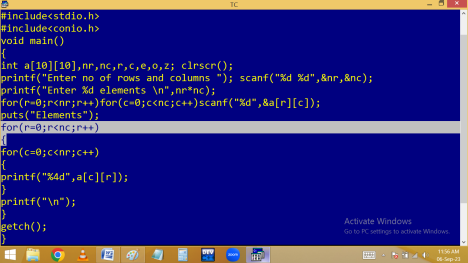 TC
#include<stdio.h>
#include<conio.h>
void main()
{
int a[10][10],nr,nc,r,c,e,o,z; clrscr();
printf("Enter no of rows and columns "); scanf("%d %d",&nr,&nc);
printf("Enter %d elements \n",nr*nc);
for(r=0;r<nr;r++)for(c=0;c<nc;c++)scanf("%d",&a[r][c]);
puts("Elements");
for(r=0;r<nc;r++)
{
for(c=0;c<nr;c++)
{
printf("%4d",a[c][r]);
}
printf("\n");
}
getch();
}
Activate Windows
Go to PC settings to activate Windows.
11:56 AM
06-Sep-23